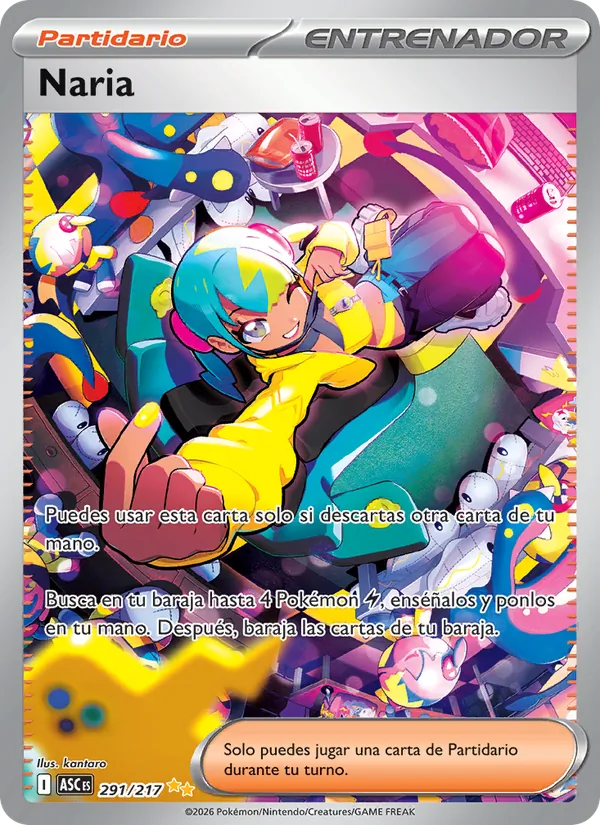 Partidario
ENTRENADOR
Naria
Puedes usar esta carta solo si descartas otra carta de tu
mano.
Busca en tu baraja hasta 4 Pokémon, enséñalos y ponlos
en tu mano. Después, baraja las cartas de tu baraja.
Solo puedes jugar una carta de Partidario
durante tu turno.
Ilus. kantaro
I ASC ES 291/217
©2026 Pokémon/Nintendo/Creatures/GAME FREAK